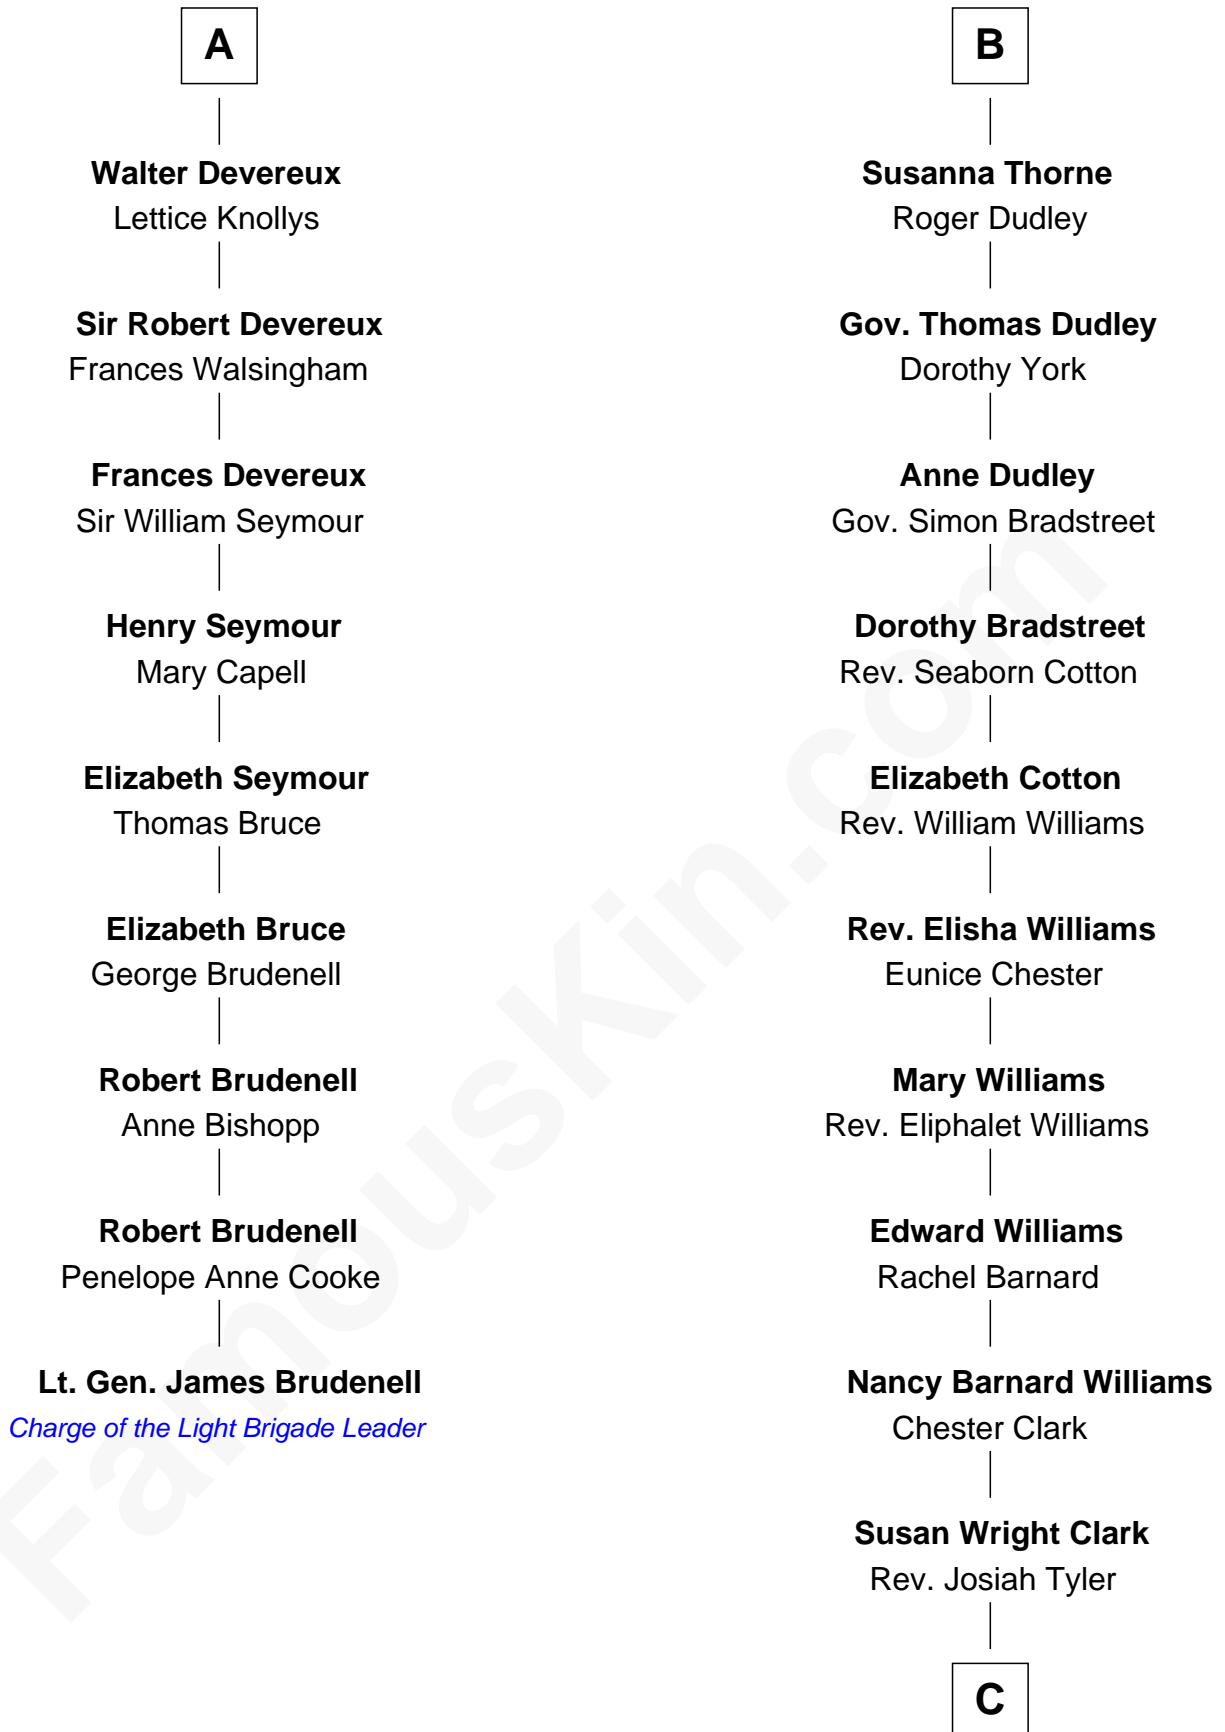 A
Walter Devereux
Lettice Knollys
Sir Robert Devereux
Frances Walsingham
Frances Devereux
Sir William Seymour
Henry Seymour
Mary Capell
Elizabeth Seymour
Thomas Bruce
Elizabeth Bruce
George Brudenell
Robert Brudenell
Anne Bishopp
Robert Brudenell
Penelope Anne Cooke
Lt. Gen. James Brudenell
Charge of the Light Brigade Leader
B
Susanna Thorne
Roger Dudley
Gov. Thomas Dudley
Dorothy York
Anne Dudley
Gov. Simon Bradstreet
Dorothy Bradstreet
Rev. Seaborn Cotton
Elizabeth Cotton
Rev. William Williams
Rev. Elisha Williams
Eunice Chester
Mary Williams
Rev. Eliphalet Williams
Edward Williams
Rachel Barnard
Nancy Barnard Williams
Chester Clark
Susan Wright Clark
Rev. Josiah Tyler
C
FamousKin.com